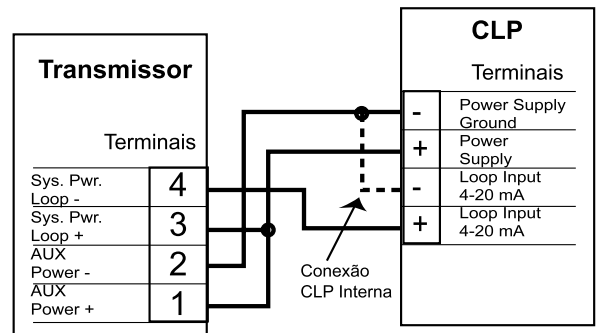 CLP
Transmissor
Terminais
-
Power Supply
Ground
+
Power
Supply
-
Loop Input
4-20 mA
+
Loop Input
4-20 mA
Terminais
Sys. Pwr.
Loop -
4
Sys. Pwr.
Loop +
3
AUX
Power -
2
AUX
Power +
1
Conexão
CLP Interna